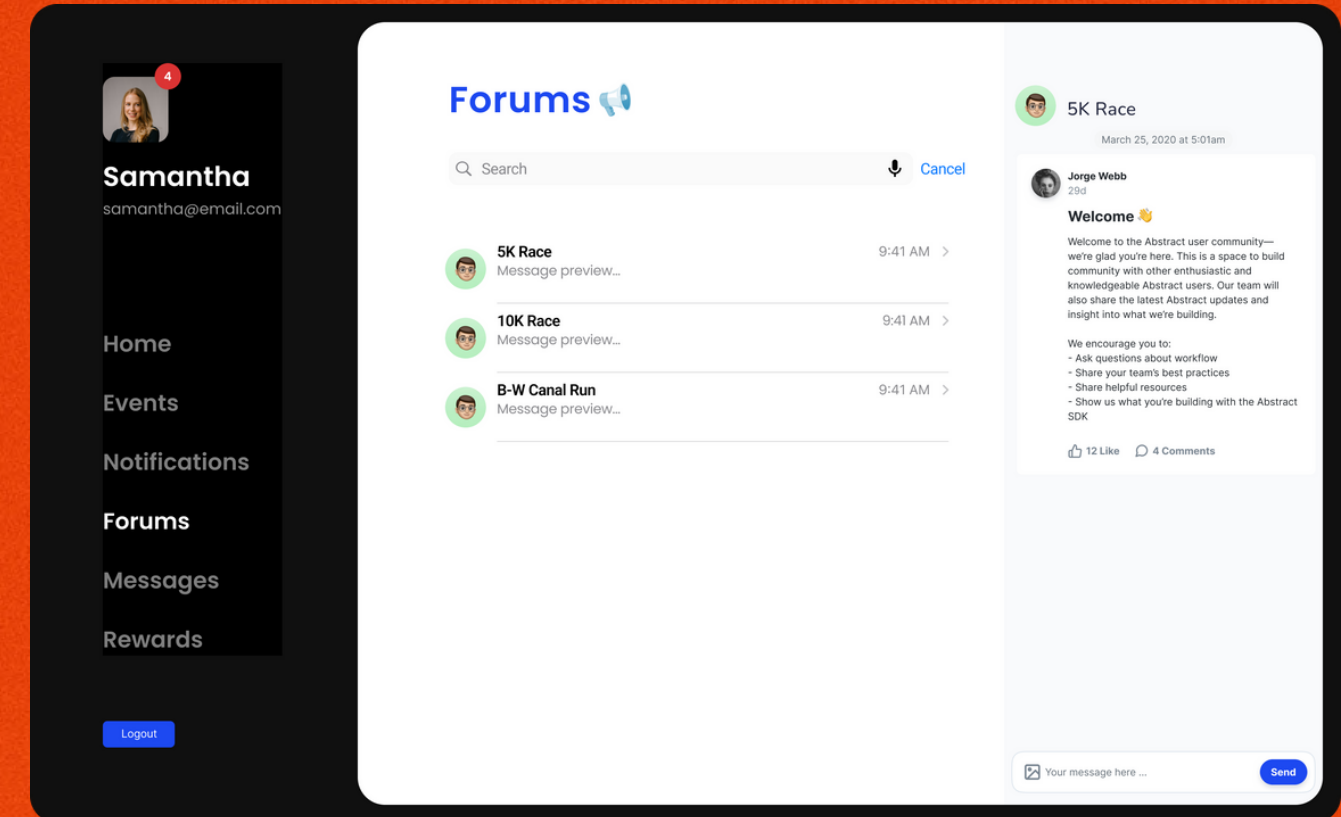 4
Samantha
samantha@email.com
Home
Events
Notifications
Forums
Messages
Rewards
Logout
Forums
Search
Cancel
5K Race
9:41 AM
Message preview...
10K Race
9:41 AM
Message preview...
B-W Canal Run
9:41 AM
Message preview...
5K Race
March 25, 2020 at 5:01am
Jorge Webb
29d
Welcome 👋
Welcome to the Abstract user community—
we're glad you're here. This is a space to build
community with other enthusiastic and
knowledgeable Abstract users. Our team will
also share the latest Abstract updates and
insight into what we're building.
We encourage you to:
- Ask questions about workflow
- Share your team's best practices
- Share helpful resources
- Show us what you're building with the Abstract
SDK
12 Like
4 Comments
Your message here ...
Send